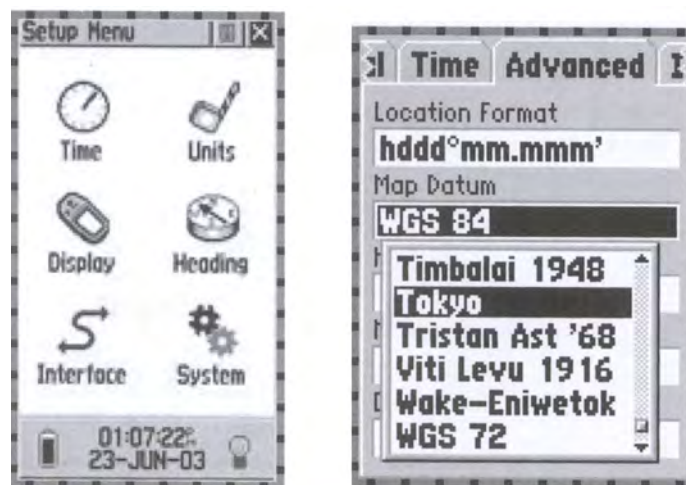 Setup Menu
Time
Units
Display
Heading
Interface
System
01:07:22
23-JUN-03
Time
Advanced
Location Format
hddd°mm.mmm'
Map Datum
WGS 84
Timbalai 1948
Tokyo
Tristan Ast '68
Viti Levu 1916
Wake-Eniwetok
WGS 72